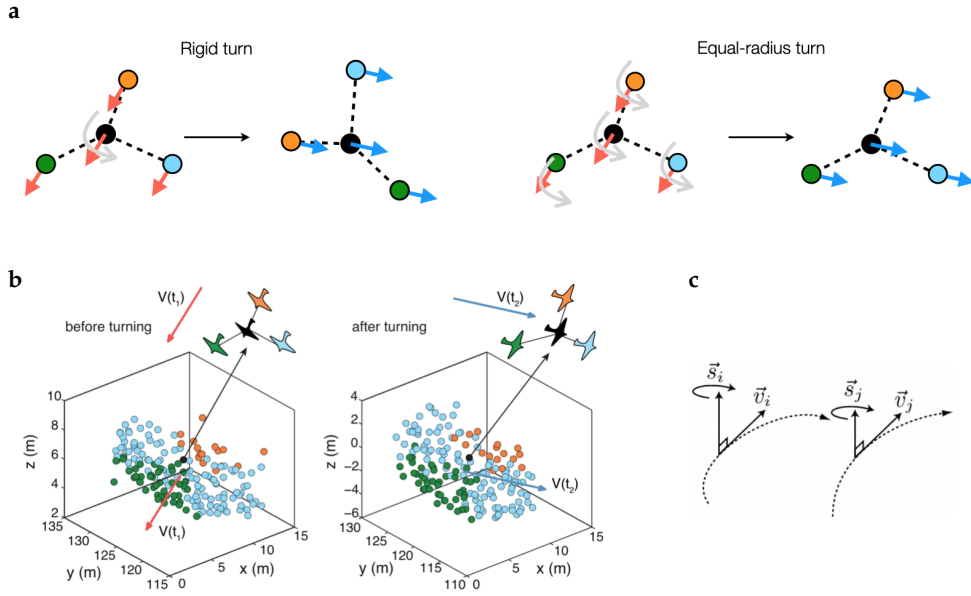 a
Rigid turn
Equal-radius turn
b
V(t₁)
before turning
z (m)
10
8
6
4
2
135
130
125
120
115
y (m)
0
5
10
15
x (m)
V(t₁)
V(t₂)
after turning
z (m)
4
2
0
−2
−4
−6
130
125
120
115
110
y (m)
0
5
10
15
x (m)
V(t₂)
c
s⃗ᵢ
v⃗ᵢ
s⃗ⱼ
v⃗ⱼ